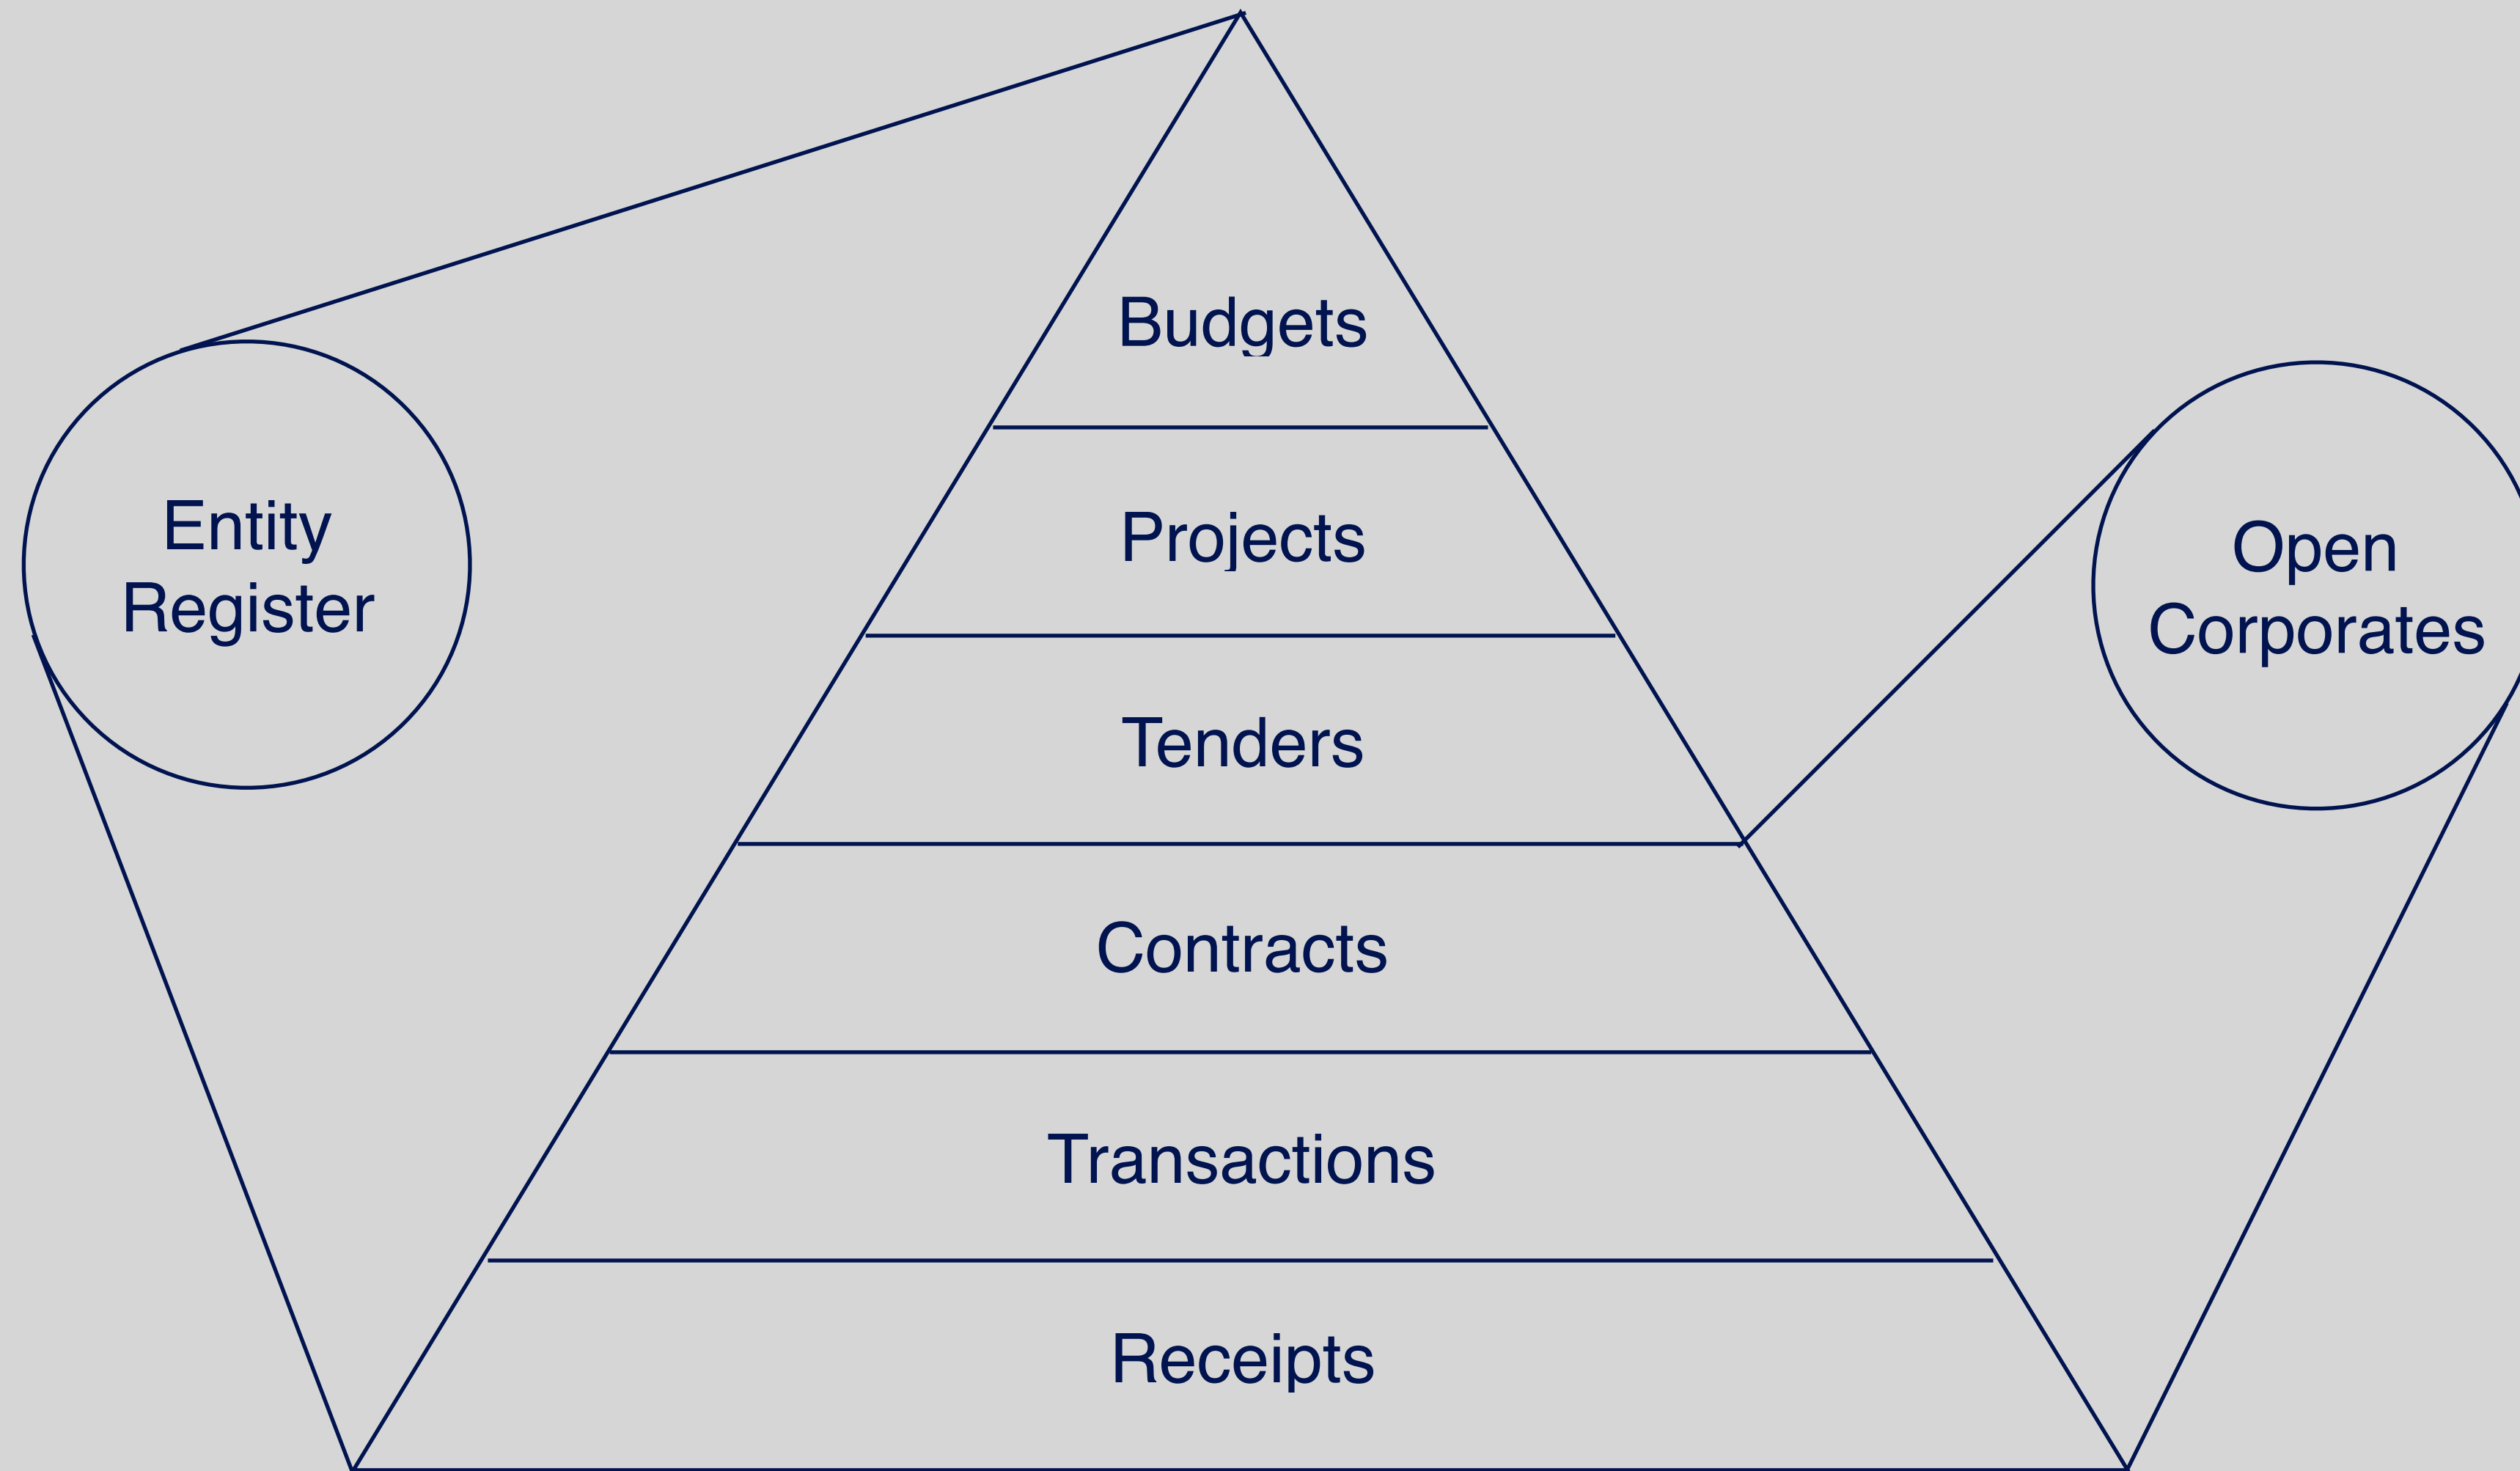 Budgets
Projects
Entity
Register
Open
Corporates
Tenders
Contracts
Transactions
Receipts